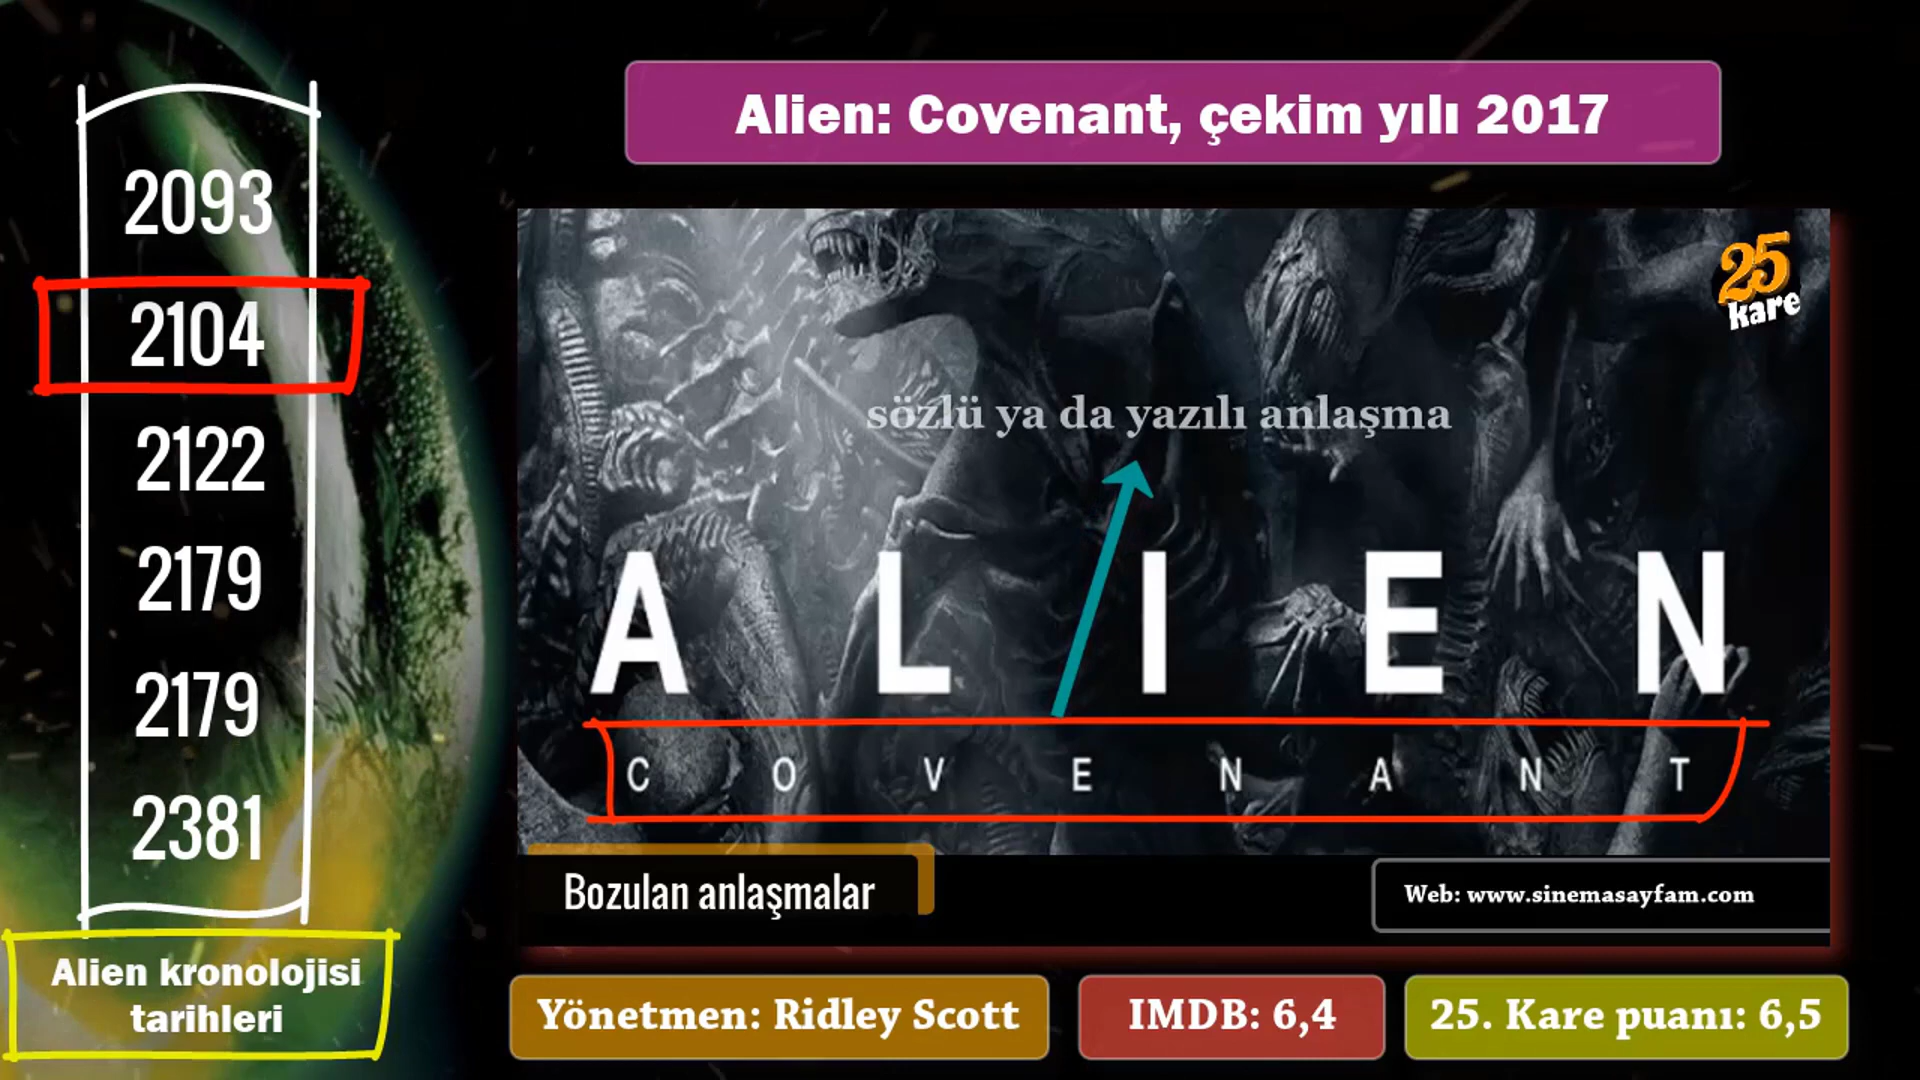 Alien: Covenant, çekim yılı 2017
2093
2104
2122
2179
2179
2381
Alien kronolojisi
tarihleri
25
kare
sözlü ya da yazılı anlaşma
ALIEN
COVENANT
Bozulan anlaşmalar
Web: www.sinemasayfam.com
Yönetmen: Ridley Scott
IMDB: 6,4
25. Kare puanı: 6,5